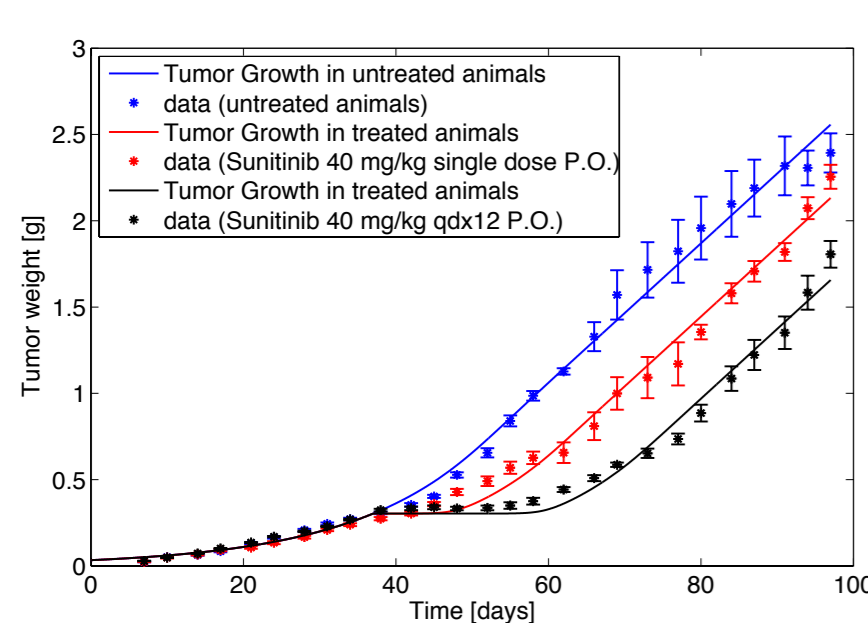 3
2.5
2
1.5
1
0.5
0
Tumor weight [g]
Tumor Growth in untreated animals
data (untreated animals)
Tumor Growth in treated animals
data (Sunitinib 40 mg/kg single dose P.O.)
Tumor Growth in treated animals
data (Sunitinib 40 mg/kg qdx12 P.O.)
0 20 40 60 80 100
Time [days]